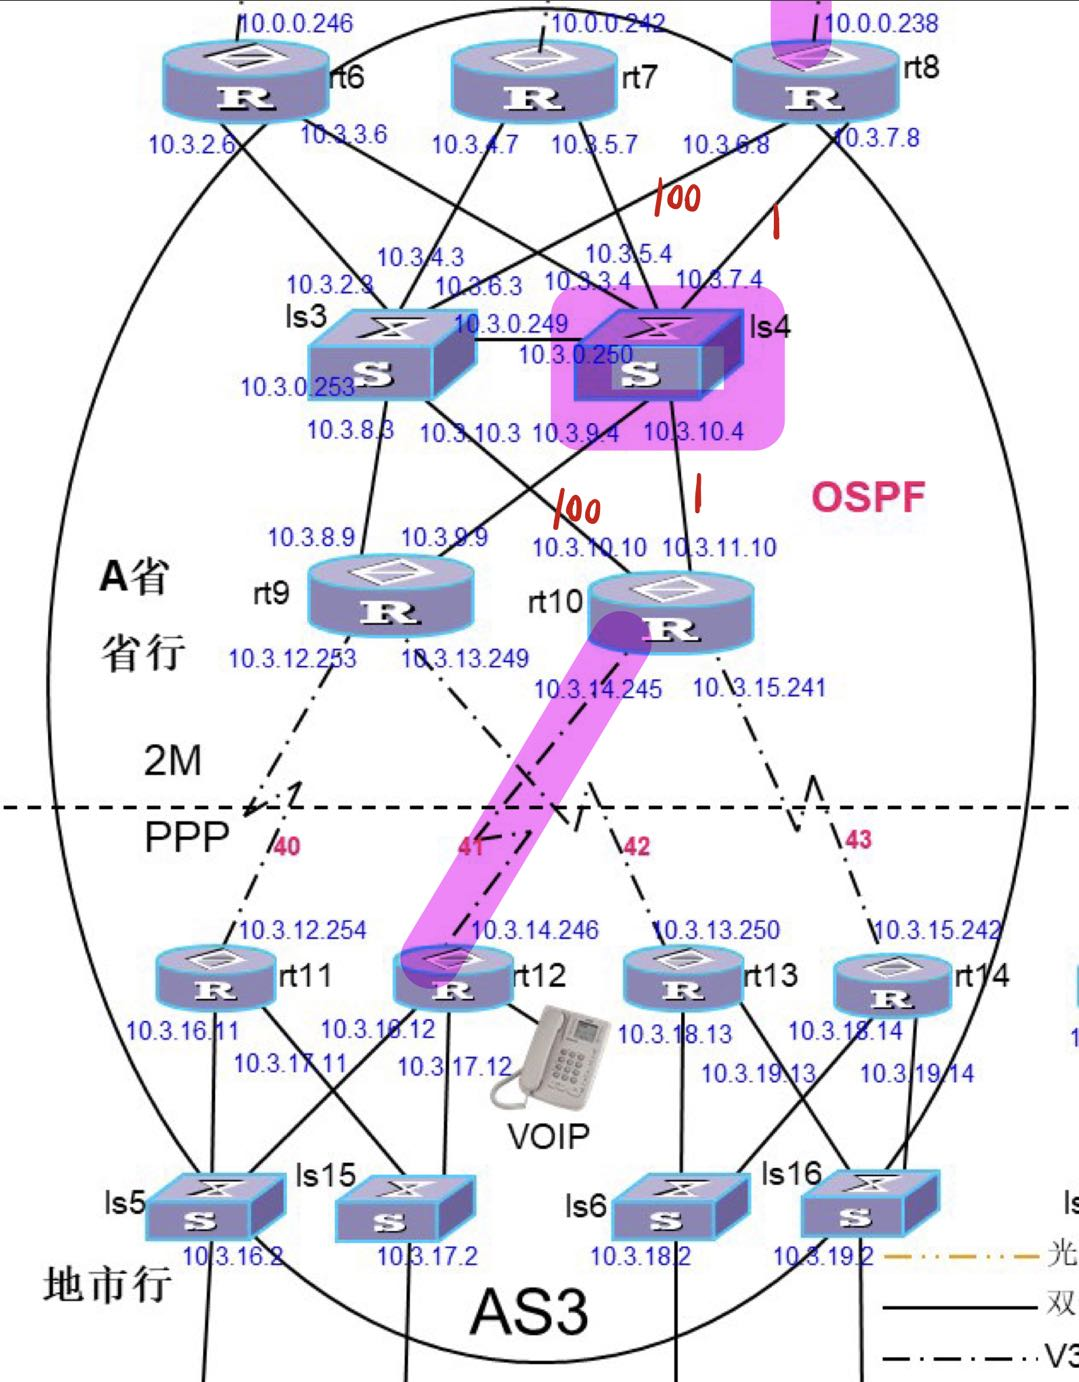 10.0.0.246
10.0.0.242
10.0.0.238
rt6
rt7
rt8
R
R
R
10.3.2.6
10.3.3.6
10.3.4.7
10.3.5.7
10.3.6.8
10.3.7.8
100
1
10.3.4.3
10.3.5.4
10.3.2.3
10.3.6.3
10.3.3.4
10.3.7.4
ls3
10.3.0.249
ls4
10.3.0.250
S
S
10.3.0.253
10.3.8.3
10.3.10.3
10.3.9.4
10.3.10.4
100
1
OSPF
10.3.8.9
10.3.9.9
10.3.10.10
10.3.11.10
A省
省行
rt9
rt10
R
R
10.3.12.253
10.3.13.249
10.3.14.245
10. 3.15.241
2M
PPP
40
41
42
43
10.3.12.254
10.3.14.246
10.3.13.250
10.3.15.242
rt11
rt12
rt13
rt14
R
R
R
R
10.3.16.11
10.3.16.12
10.3.18.13
10.3.18.14
10.3.17.11
10.3.17.12
10.3.19.13
10.3.19.14
VOIP
ls5
ls15
ls6
ls16
S
S
S
S
10.3.16.2
10.3.17.2
10.3.18.2
10.3.19.2
地市行
AS3
光
双
V3